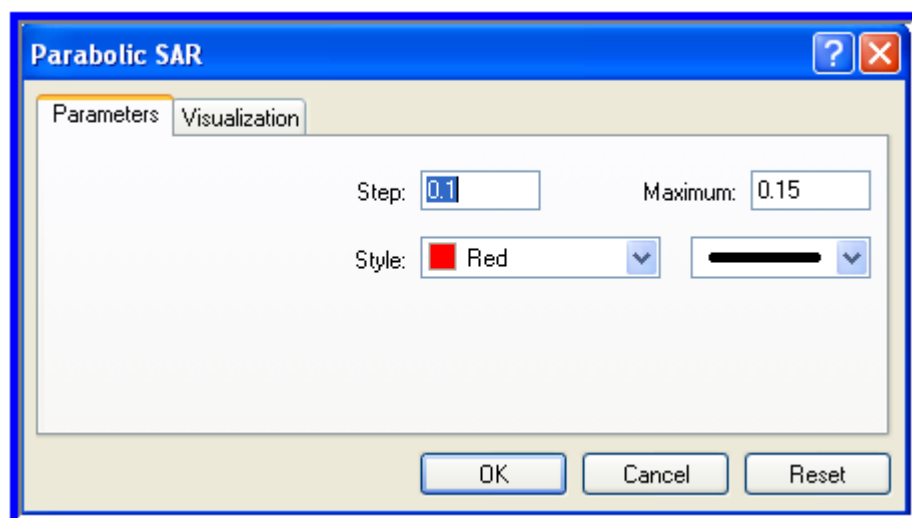 Parabolic SAR
Parameters Visualization
Step: 0.1 Maximum: 0.15
Style: Red
OK Cancel Reset